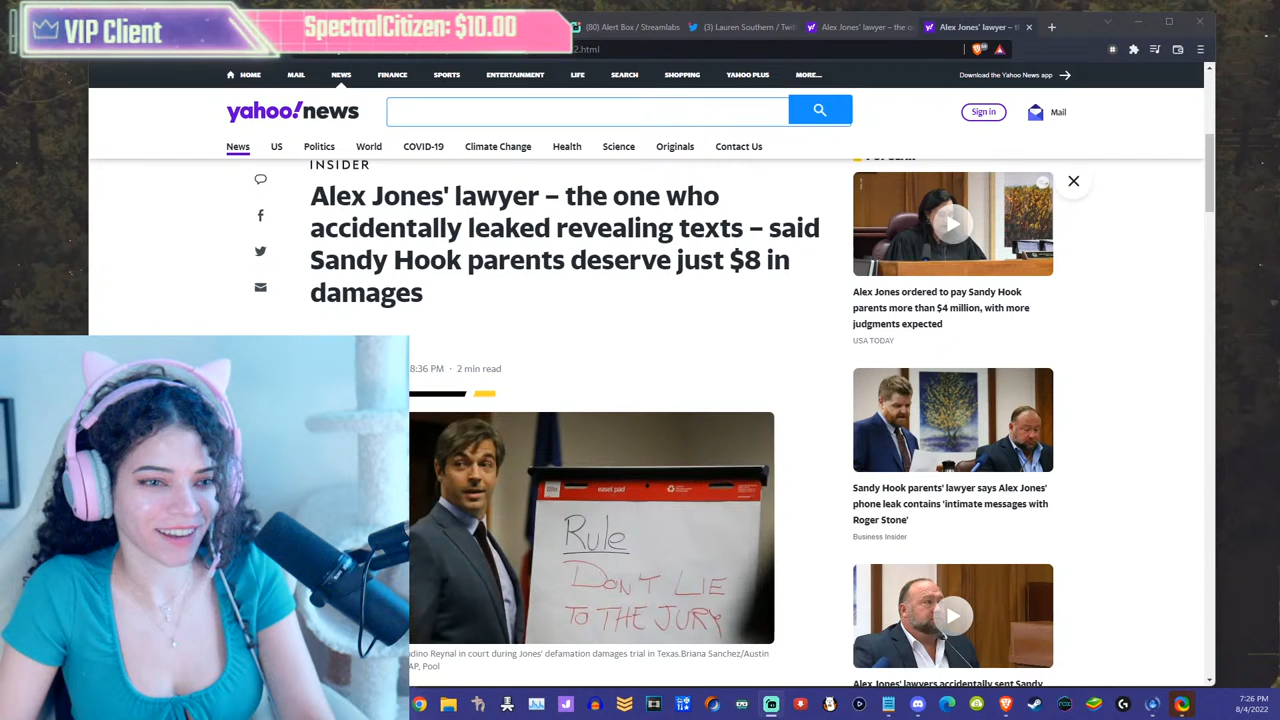 VIP Client
SpectralCitizen: $10.00
(80) Alert Box / Streamlabs
(3) Lauren Southern / Twitt
Alex Jones' lawyer – the o
Alex Jones' lawyer – t
2.html
HOME MAIL NEWS FINANCE SPORTS ENTERTAINMENT LIFE SEARCH SHOPPING YAHOO PLUS MORE...
Download the Yahoo News app
yahoo!news
Sign in
Mail
News US Politics World COVID-19 Climate Change Health Science Originals Contact Us
INSIDER
Alex Jones' lawyer – the one who
accidentally leaked revealing texts – said
Sandy Hook parents deserve just $8 in
damages
8:36 PM · 2 min read
easel pad
Rule
DON'T LIE
TO THE JURY
dino Reynal in court during Jones' defamation damages trial in Texas.Briana Sanchez/Austin
AP, Pool
Alex Jones ordered to pay Sandy Hook
parents more than $4 million, with more
judgments expected
USA TODAY
Sandy Hook parents' lawyer says Alex Jones'
phone leak contains 'intimate messages with
Roger Stone'
Business Insider
Alex Jones' lawyers accidentally sent Sandy
7:26 PM
8/4/2022